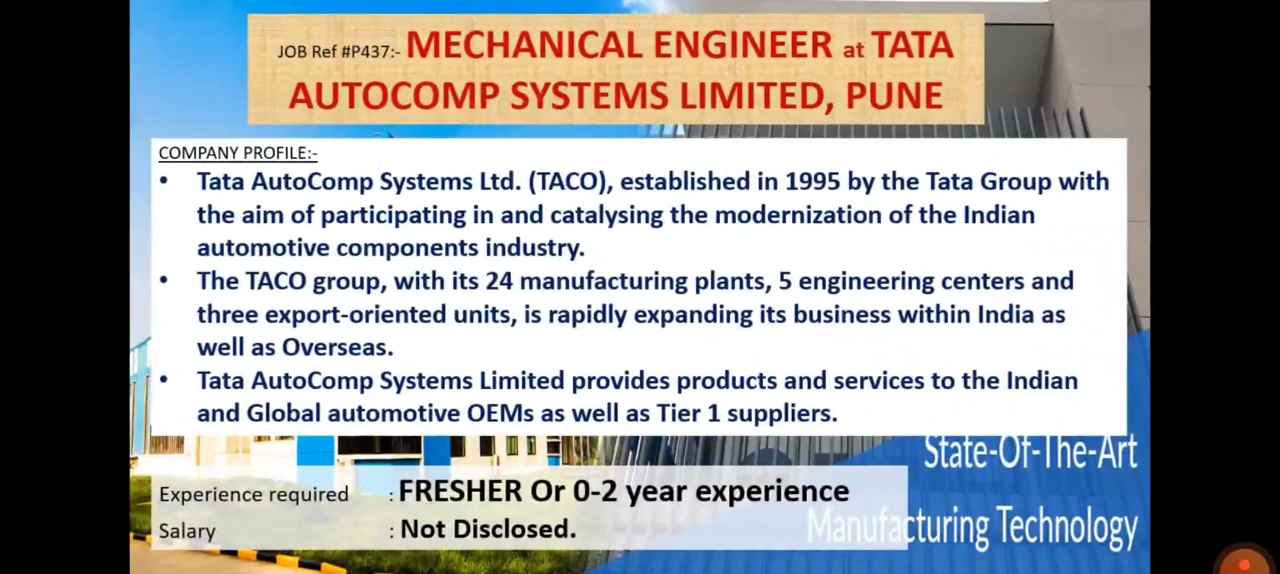 JOB Ref #P437:- MECHANICAL ENGINEER at TATA
AUTOCOMP SYSTEMS LIMITED, PUNE
COMPANY PROFILE:-
• Tata AutoComp Systems Ltd. (TACO), established in 1995 by the Tata Group with
the aim of participating in and catalysing the modernization of the Indian
automotive components industry.
• The TACO group, with its 24 manufacturing plants, 5 engineering centers and
three export-oriented units, is rapidly expanding its business within India as
well as Overseas.
• Tata AutoComp Systems Limited provides products and services to the Indian
and Global automotive OEMs as well as Tier 1 suppliers.
State-Of-The-Art
Experience required : FRESHER Or 0-2 year experience
Manufacturing Technology
Salary : Not Disclosed.